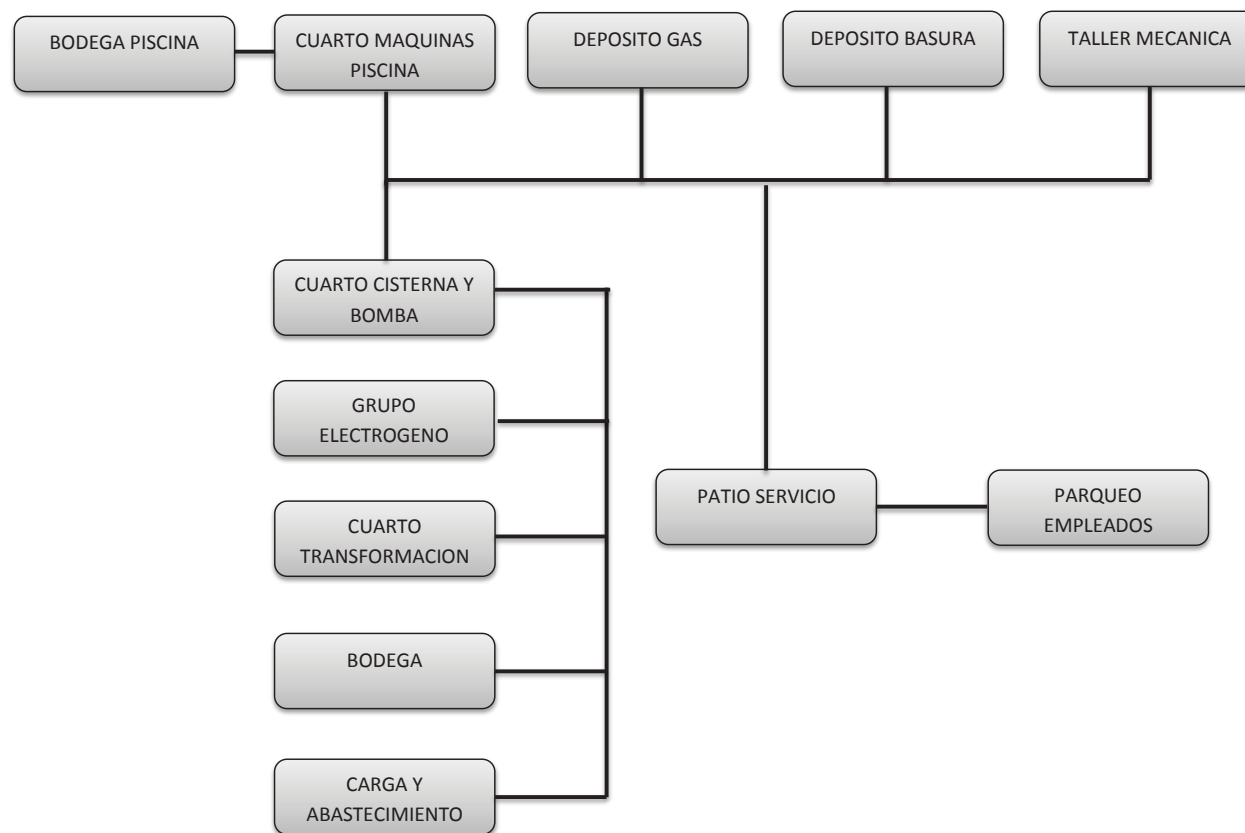 BODEGA PISCINA
CUARTO MAQUINAS
PISCINA
DEPOSITO GAS
DEPOSITO BASURA
TALLER MECANICA
CUARTO CISTERNA Y
BOMBA
GRUPO
ELECTROGENO
CUARTO
TRANSFORMACION
BODEGA
CARGA Y
ABASTECIMIENTO
PATIO SERVICIO
PARQUEO
EMPLEADOS